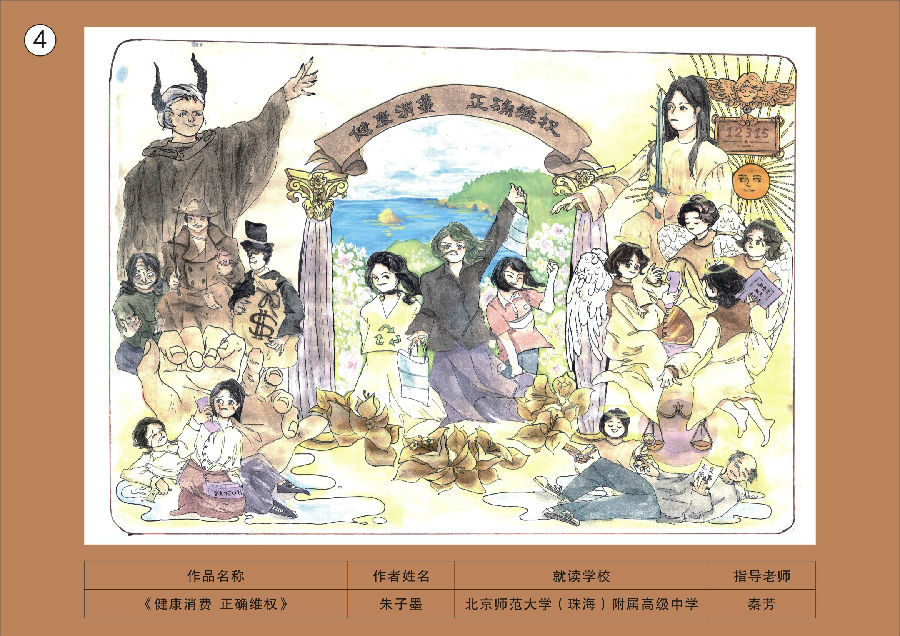 4
健康消费 正确维权
12315
$
作品名称 作者姓名 就读学校 指导老师
《健康消费 正确维权》 朱子墨 北京师范大学（珠海）附属高级中学 秦芳